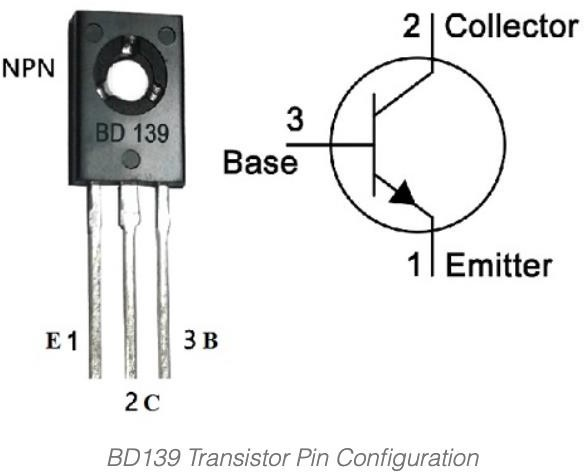 NPN
BD 139
E 1
3 B
2 C
2 Collector
3
Base
1 Emitter
BD139 Transistor Pin Configuration